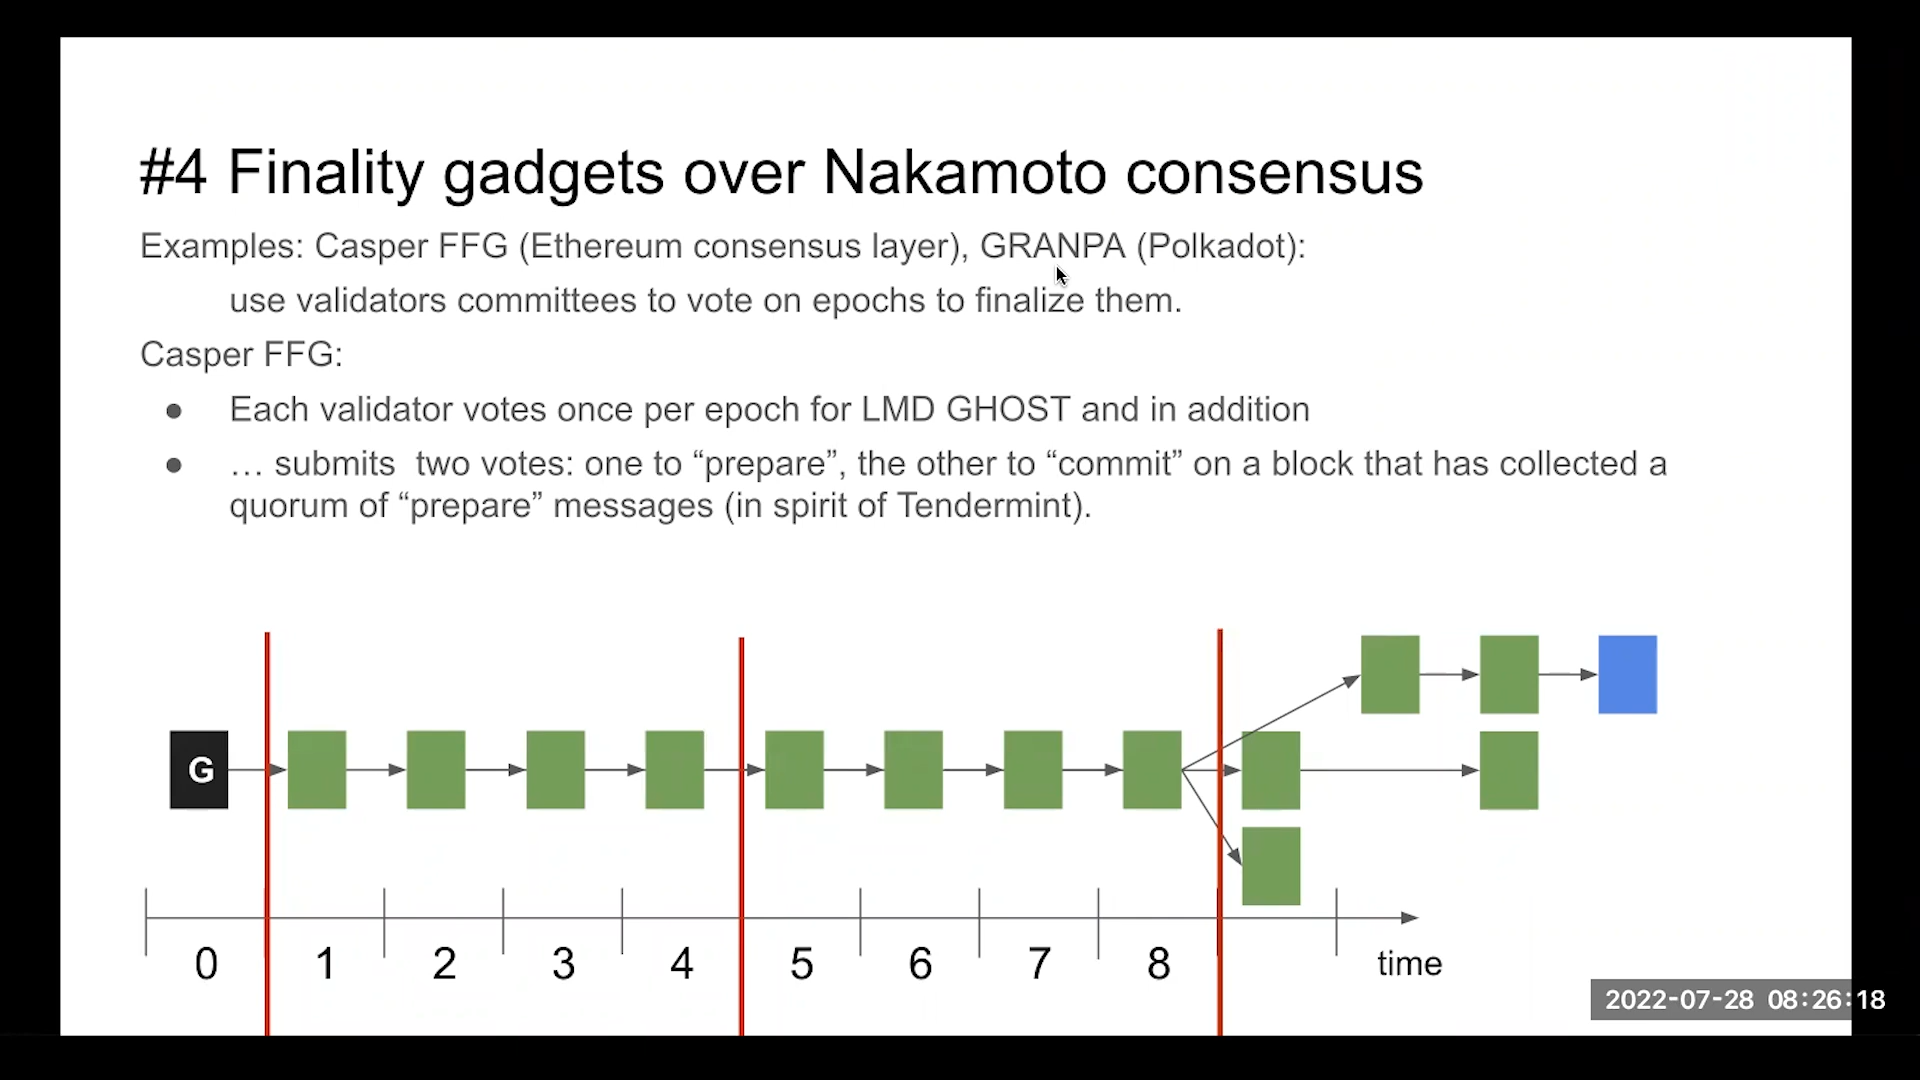 #4 Finality gadgets over Nakamoto consensus
Examples: Casper FFG (Ethereum consensus layer), GRANPA (Polkadot):
use validators committees to vote on epochs to finalize them.
Casper FFG:
● Each validator votes once per epoch for LMD GHOST and in addition
● … submits  two votes: one to “prepare”, the other to “commit” on a block that has collected a
quorum of “prepare” messages (in spirit of Tendermint).
G
0 1 2 3 4 5 6 7 8 time
2022-07-28 08:26:18